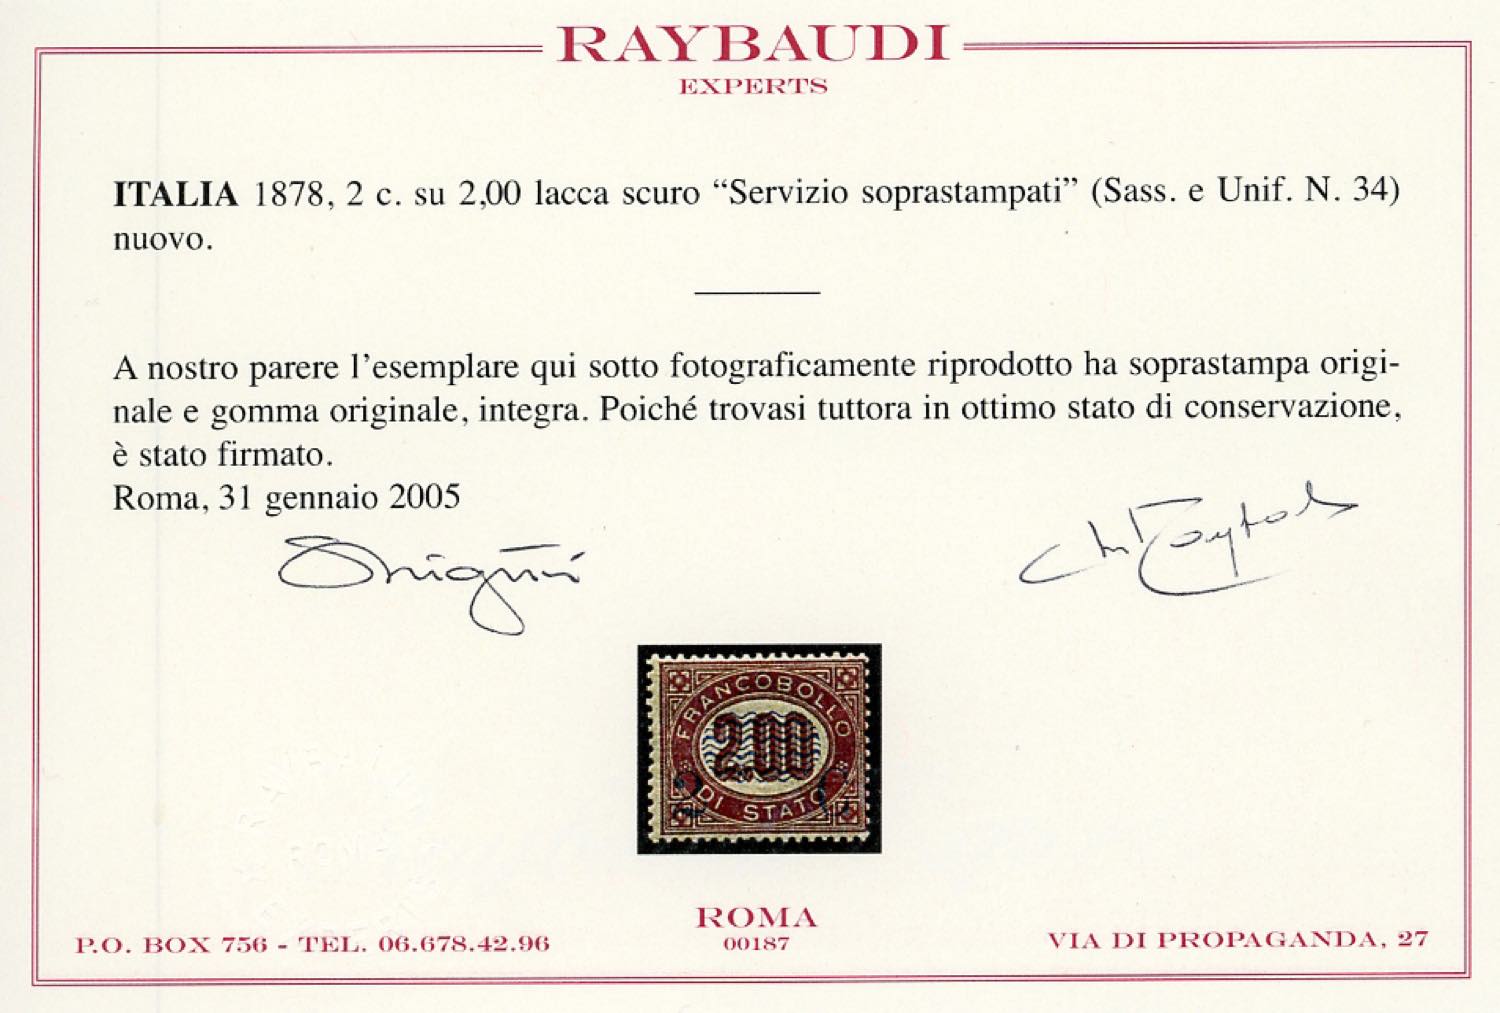 RAYBAUDI
EXPERTS
ITALIA 1878, 2 c. su 2,00 lacca scuro “Servizio soprastampati” (Sass. e Unif. N. 34)
nuovo.
A nostro parere l’esemplare qui sotto fotograficamente riprodotto ha soprastampa origi-
nale e gomma originale, integra. Poiché trovasi tuttora in ottimo stato di conservazione,
è stato firmato.
Roma, 31 gennaio 2005
FRANCOBOLLO
2,00
2 C
DI STATO
ROMA
00187
P.O. BOX 756 - TEL. 06.678.42.96
VIA DI PROPAGANDA, 27